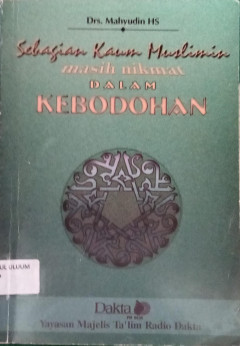 Drs. Mahyudin HS
Sebagian Kaum Muslimin
masih nikmat
DALAM
KEBODOHAN
Dakta
Yayasan Majelis Ta'lim Radio Dakta